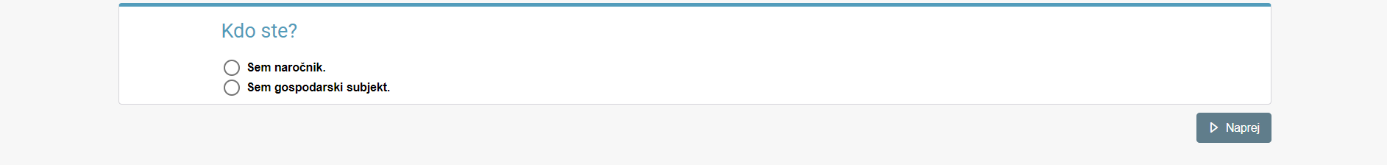 Kdo ste?
Sem naročnik.
Sem gospodarski subjekt.
Naprej